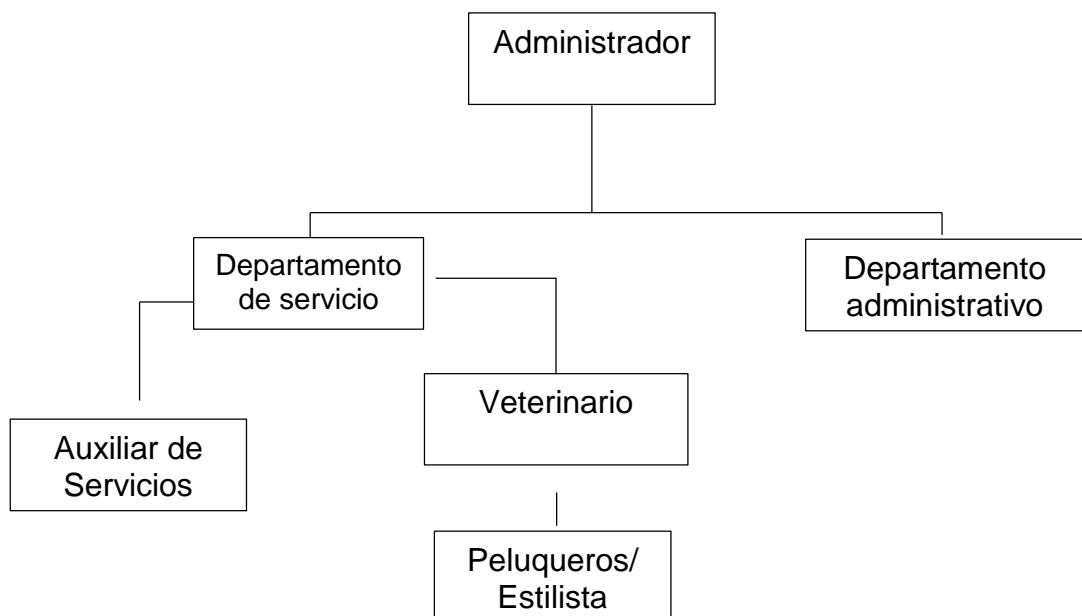 Administrador
Departamento
de servicio
Departamento
administrativo
Veterinario
Auxiliar de
Servicios
Peluqueros/
Estilista